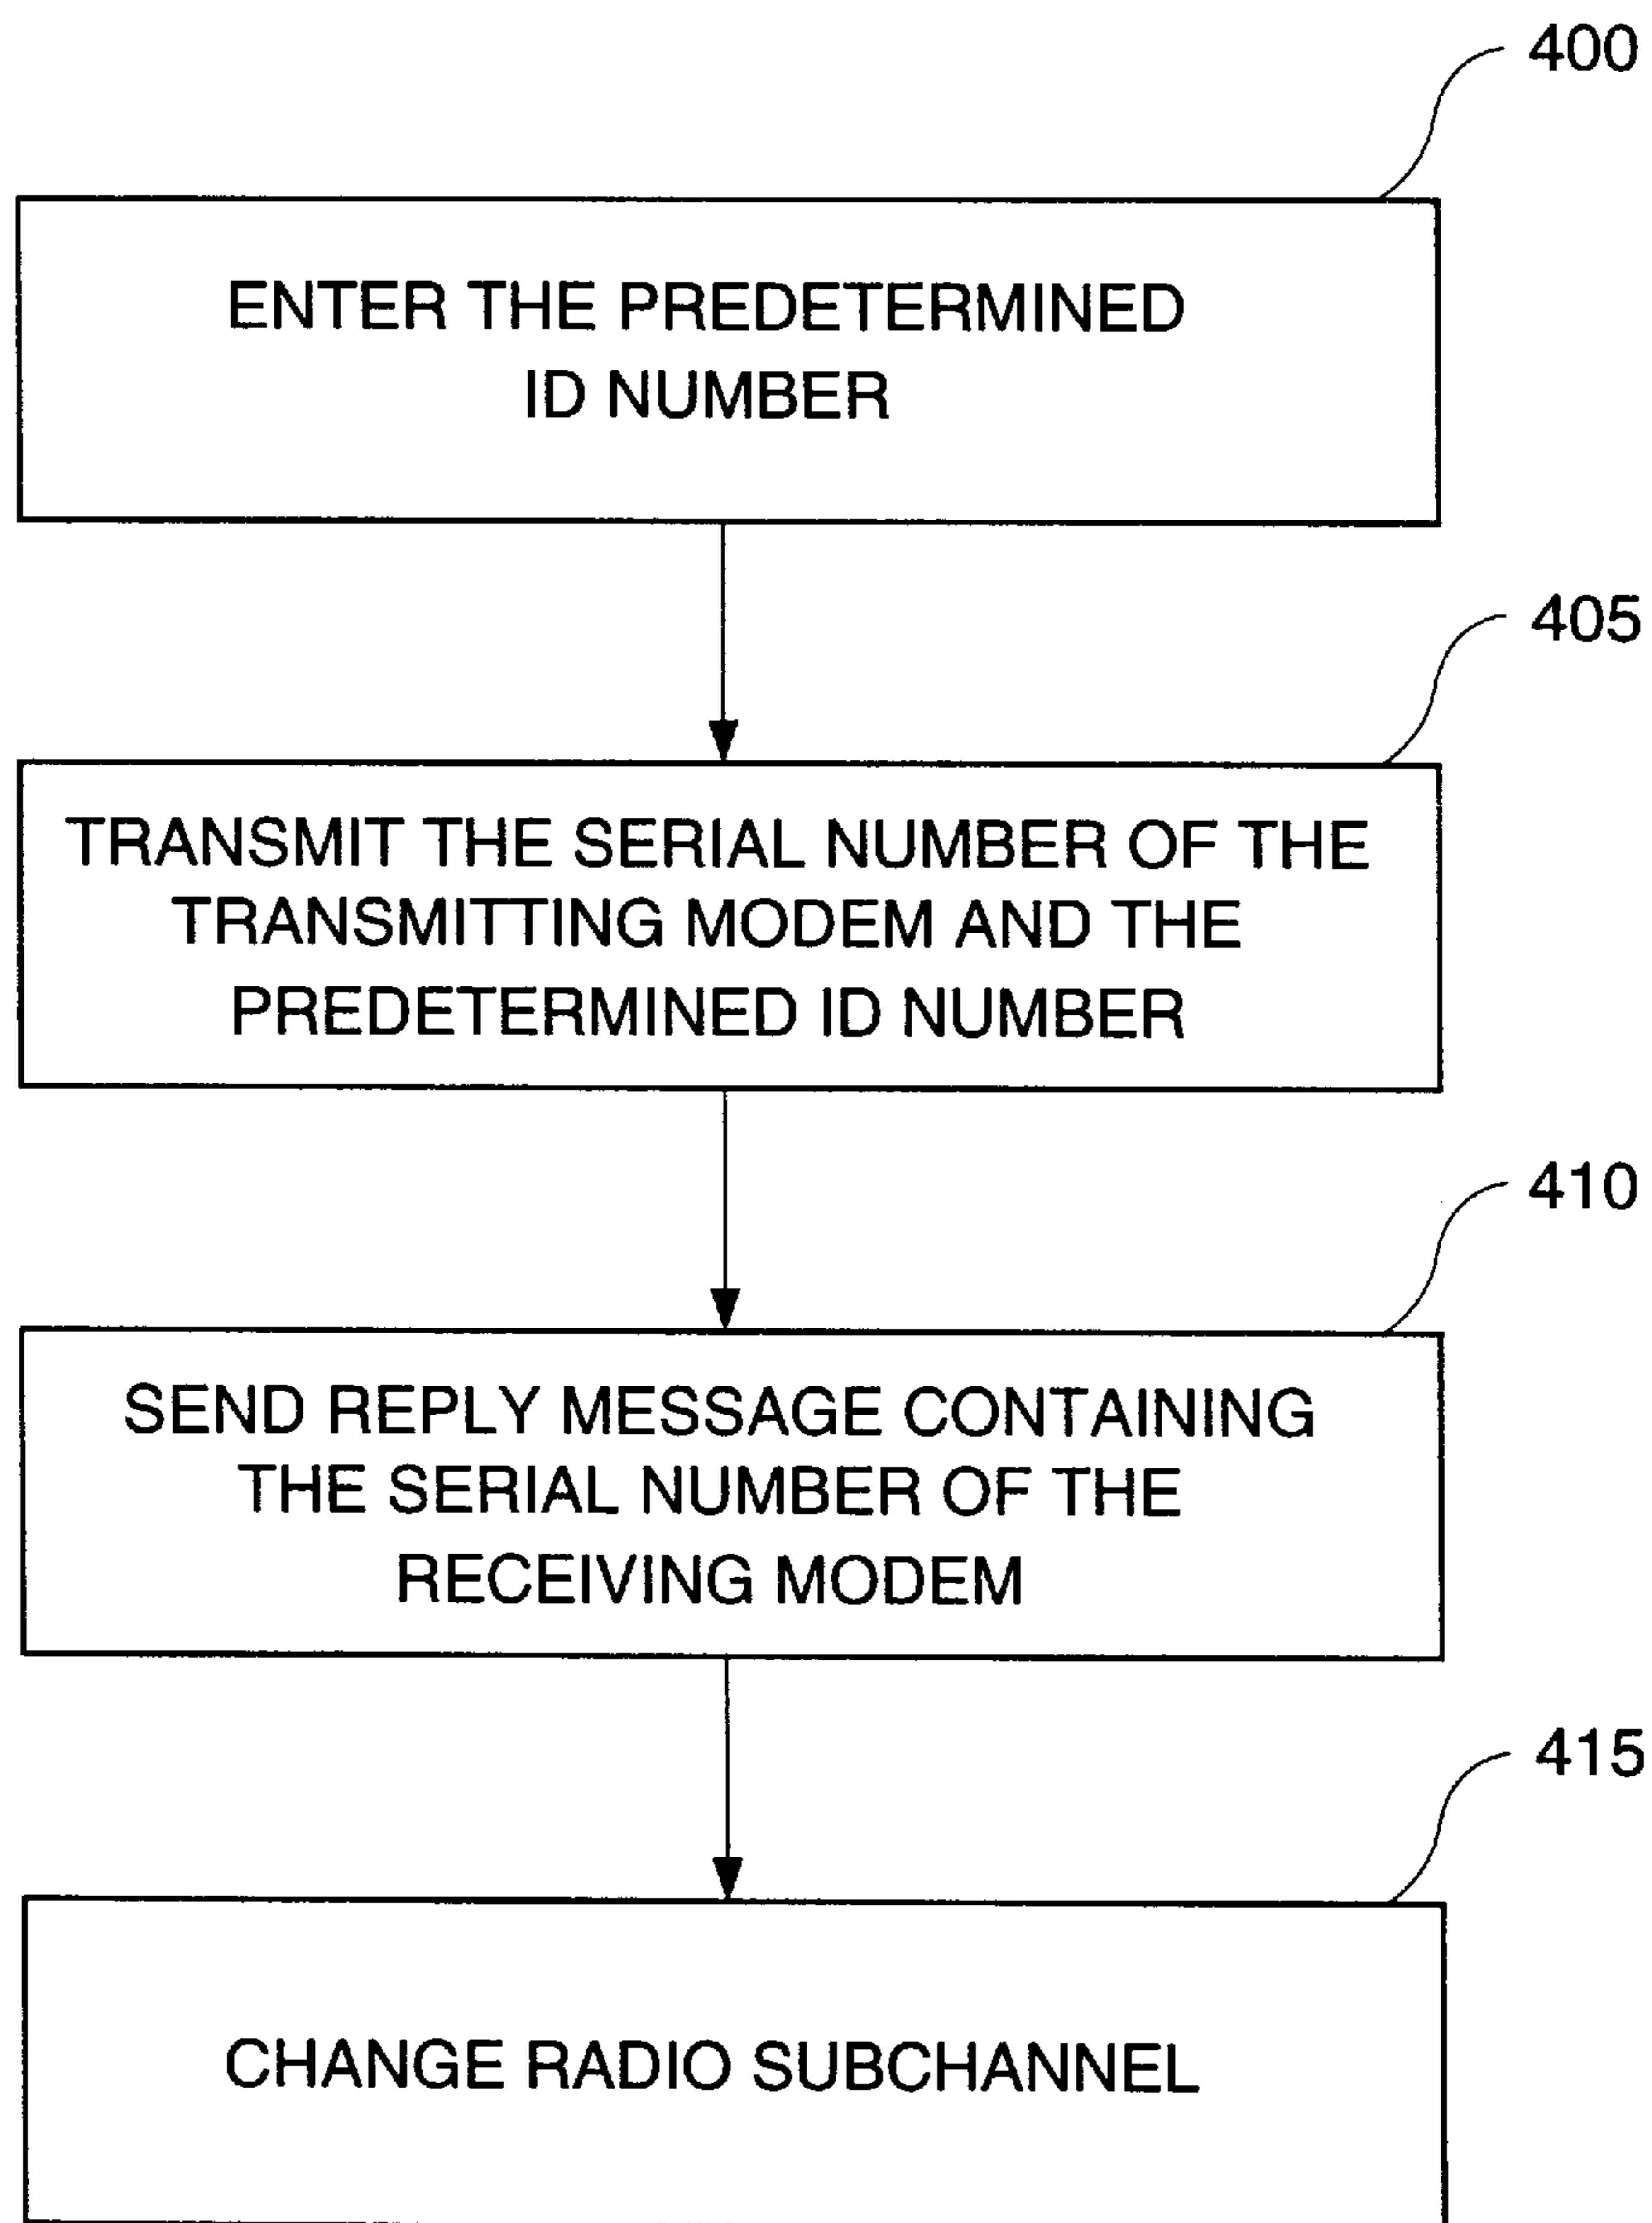 400
ENTER THE PREDETERMINED
ID NUMBER
405
TRANSMIT THE SERIAL NUMBER OF THE
TRANSMITTING MODEM AND THE
PREDETERMINED ID NUMBER
410
SEND REPLY MESSAGE CONTAINING
THE SERIAL NUMBER OF THE
RECEIVING MODEM
415
CHANGE RADIO SUBCHANNEL